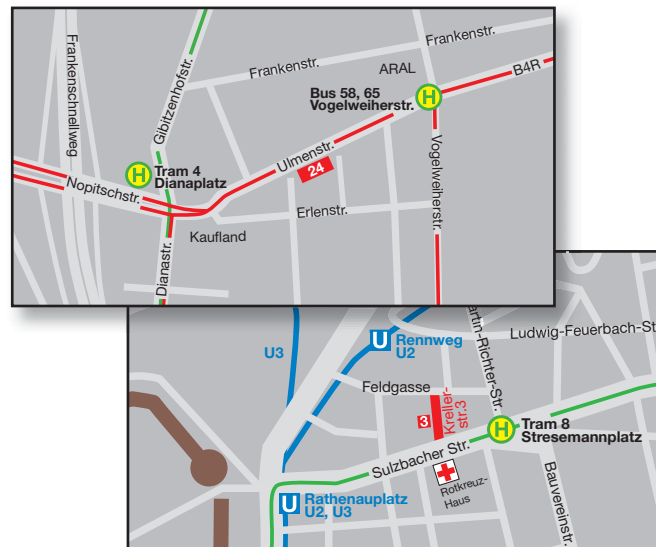 Frankenschnellweg
Gibitzenhofstr.
Frankenstr.
Frankenstr.
ARAL
B4R
Bus 58, 65
Vogelweiherstr.
H
H
Tram 4
Dianaplatz
Ulmenstr.
24
Vogelweiherstr.
Nopitschstr.
Erlenstr.
Kaufland
Dianastr.
U3
U
Rennweg
U2
artin-Richter-Str.
Ludwig-Feuerbach-S
Feldgasse
Kreller-
str.3
3
H
Tram 8
Stresemannplatz
Sulzbacher Str.
Rotkreuz-
Haus
Bauvereinstr.
U
Rathenauplatz
U2, U3